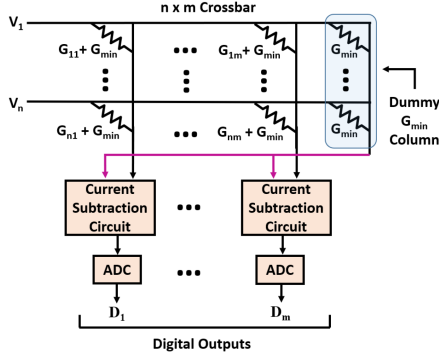 n x m Crossbar
V1
G11 + Gmin
G1m + Gmin
Gmin
Vn
Gn1 + Gmin
Gnm + Gmin
Gmin
Dummy
Gmin
Column
Current
Subtraction
Circuit
Current
Subtraction
Circuit
ADC
ADC
D1
Dm
Digital Outputs